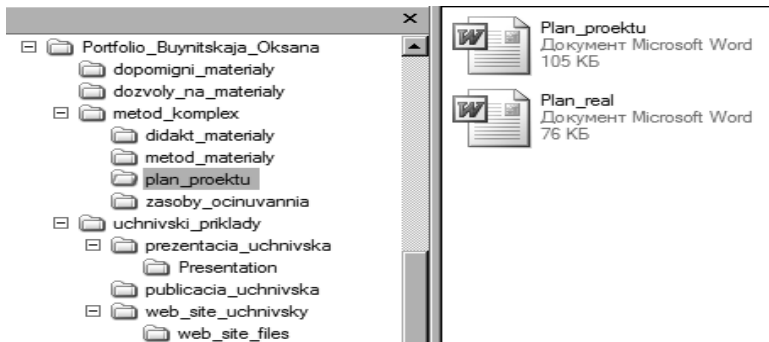 Portfolio_Buynitskaja_Oksana
dopomigni_materialy
dozvoly_na_materialy
metod_komplex
didakt_materialy
metod_materialy
plan_proektu
zasoby_ocinuvannia
uchnivski_priklady
prezentacia_uchnivska
Presentation
publicacia_uchnivska
web_site_uchnivsky
web_site_files
Plan_proektu
Документ Microsoft Word
105 КБ
Plan_real
Документ Microsoft Word
76 КБ